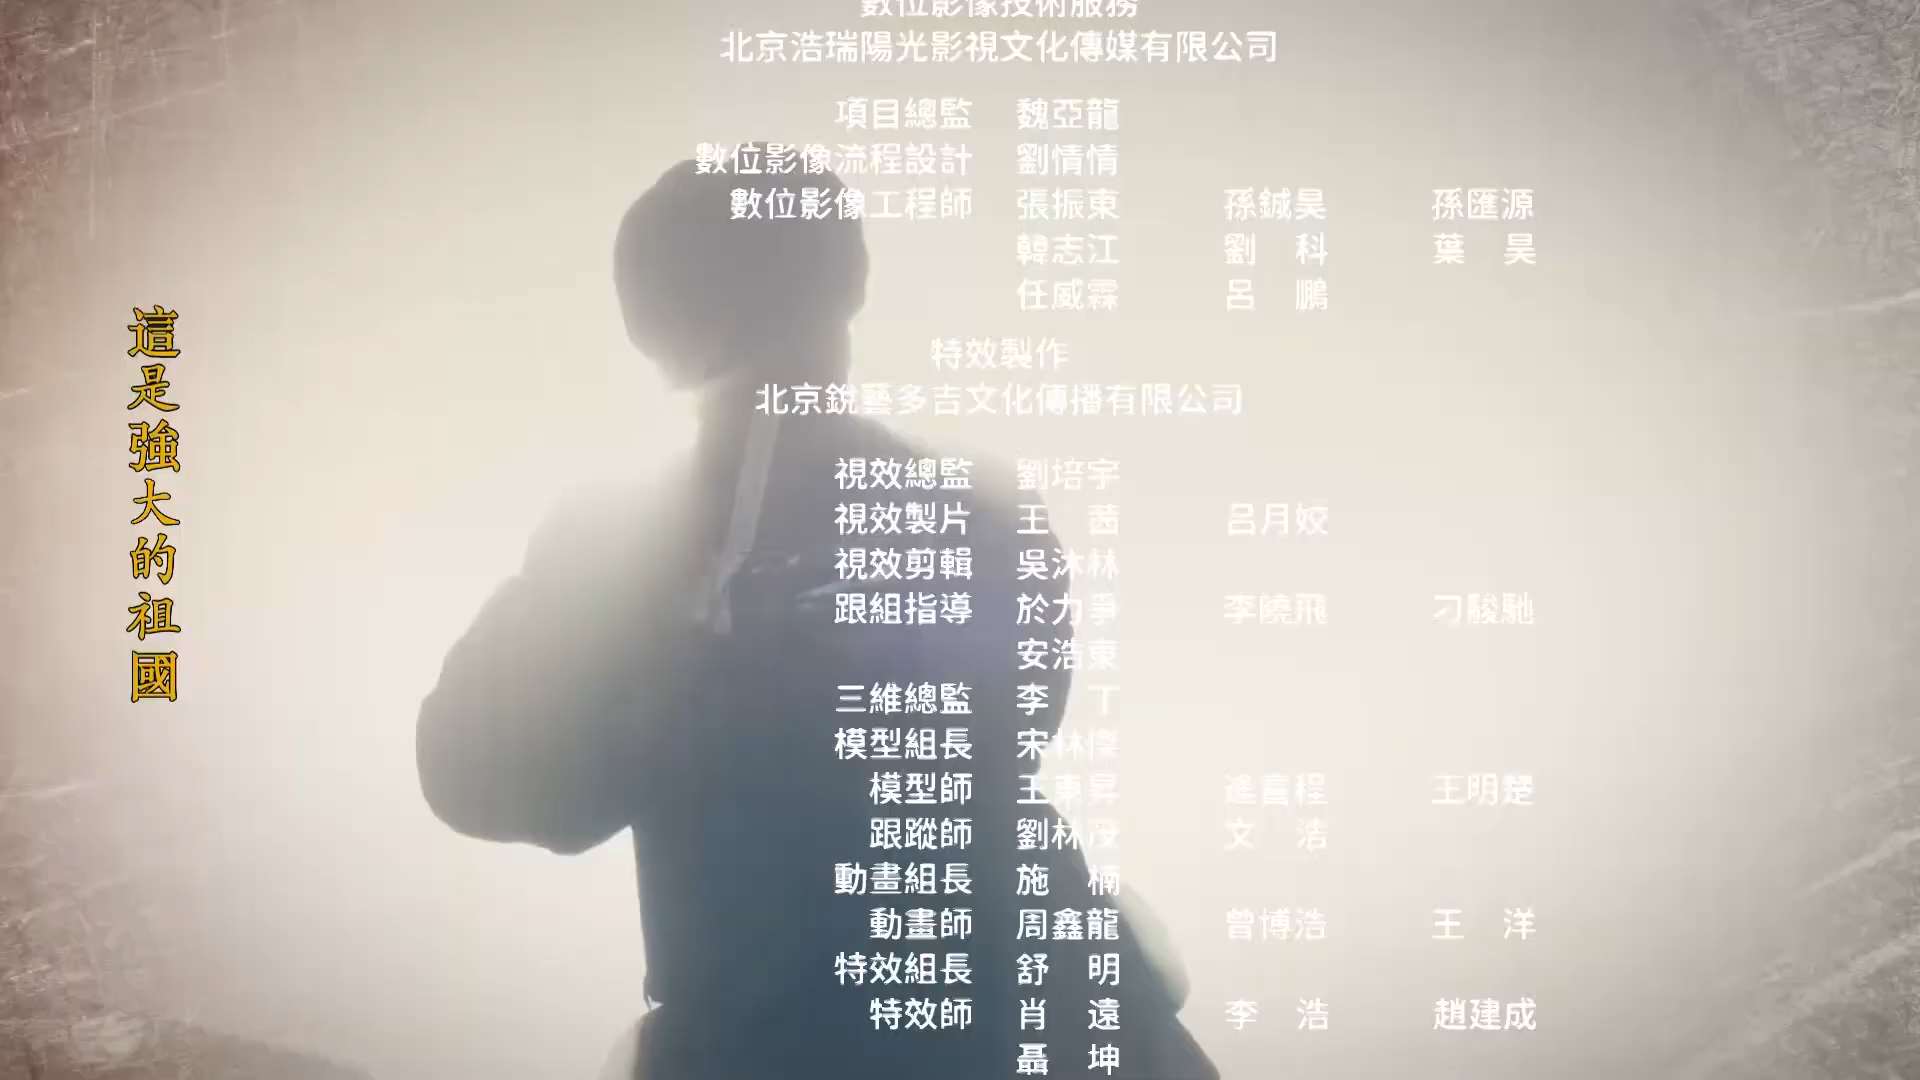 數位影像技術服務
北京浩瑞陽光影視文化傳媒有限公司
項目總監 魏亞龍
數位影像流程設計 劉情情
數位影像工程師 張振東 孫鋮昊 孫匯源
韓志江 劉 科 葉 昊
任威霖 呂 鵬
特效製作
北京銳藝多吉文化傳播有限公司
視效總監 劉培宇
視效製片 王 茜 呂月姣
視效剪輯 吳沐林
跟組指導 於力爭 李曉飛 刁駿馳
安浩東
三維總監 李 丁
模型組長 宋林傑
模型師 王東昇 逄富程 王明楚
跟蹤師 劉林 文 浩
動畫組長 施 楠
動畫師 周鑫龍 曾博浩 王 洋
特效組長 舒 明
特效師 肖 遠 李 浩 趙建成
聶 坤
這是強大的祖國